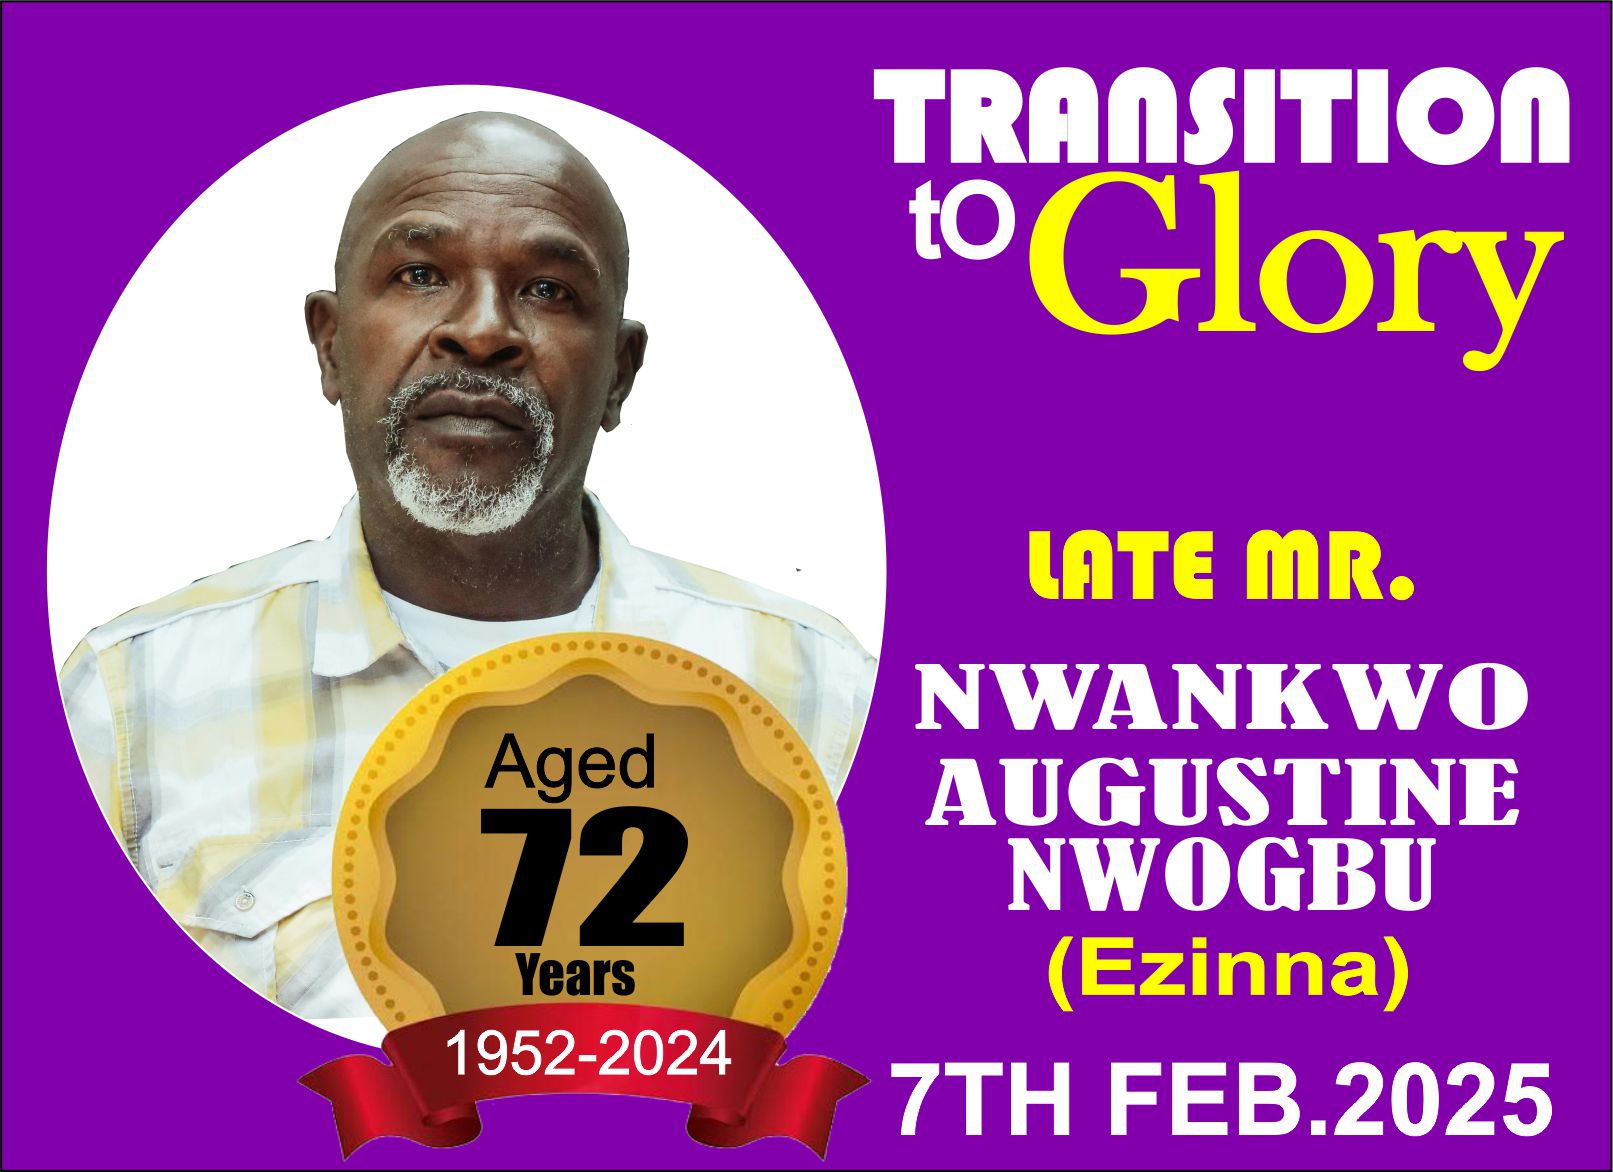 TRANSITION
to Glory
LATE MR.
NWANKWO
AUGUSTINE
NWOGBU
(Ezinna)
7TH FEB.2025
Aged
72
Years
1952-2024